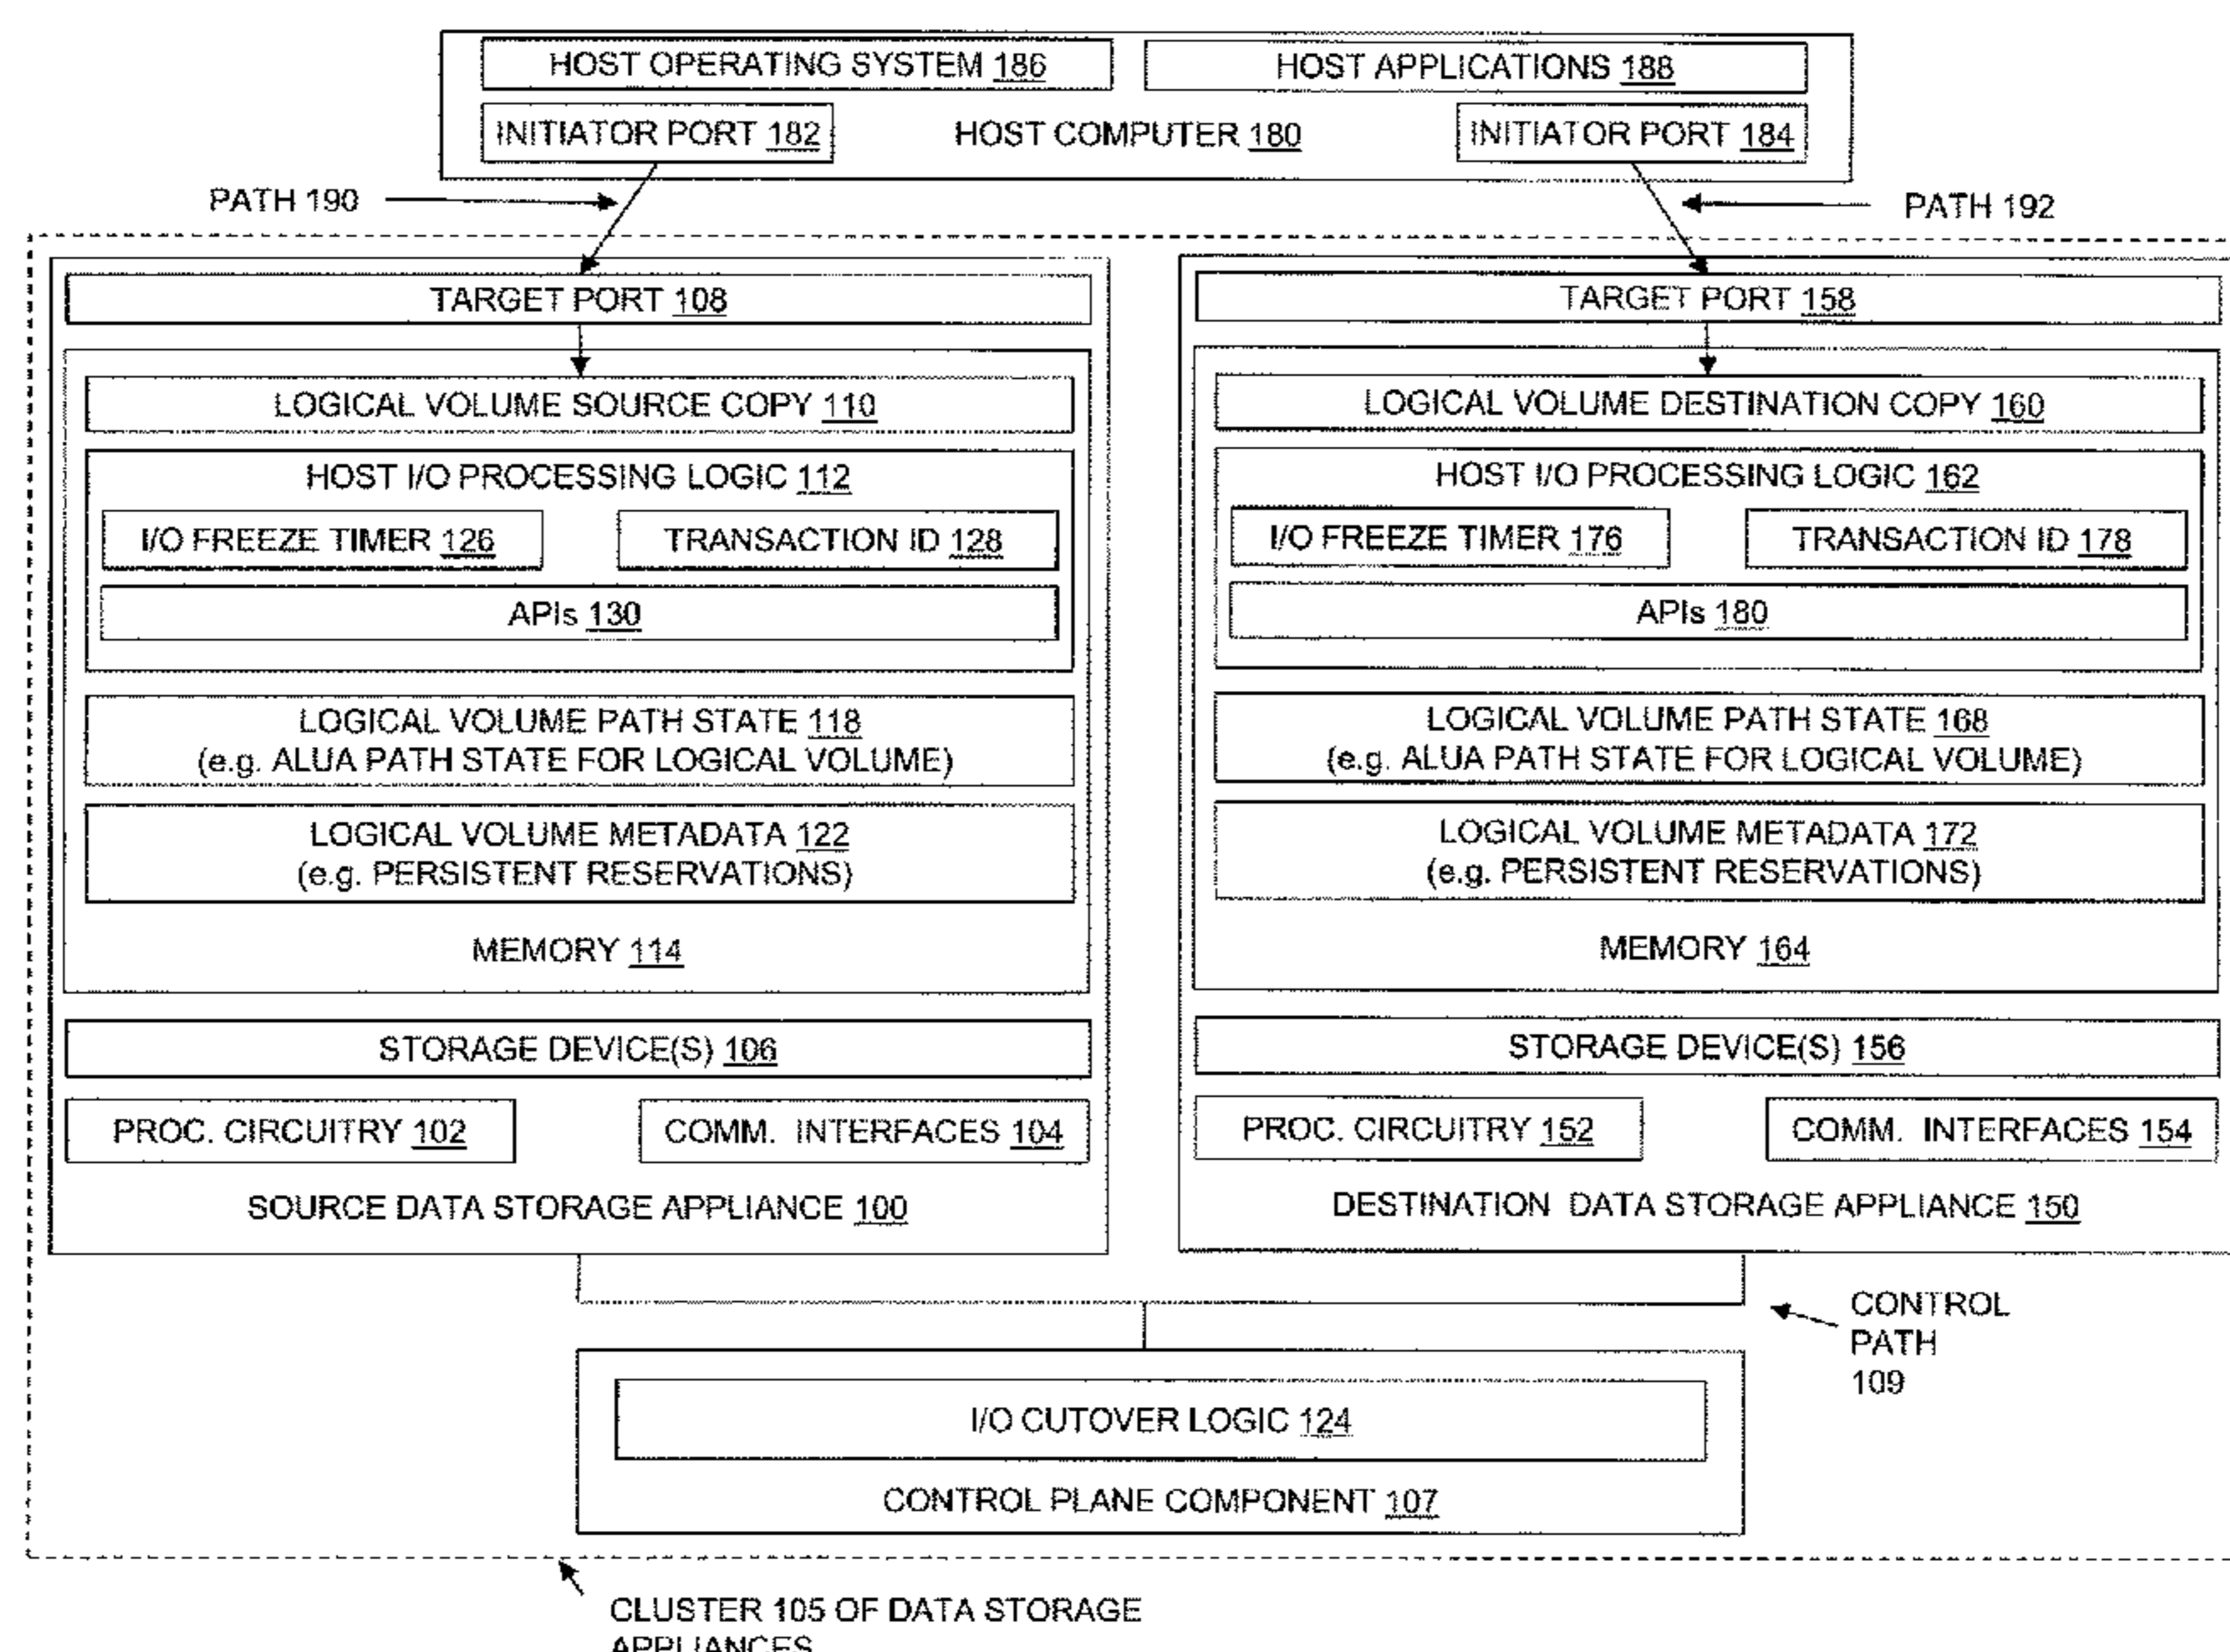 HOST OPERATING SYSTEM 186
HOST APPLICATIONS 188
INITIATOR PORT 182
HOST COMPUTER 180
INITIATOR PORT 184
PATH 190
PATH 192
TARGET PORT 108
LOGICAL VOLUME SOURCE COPY 110
HOST I/O PROCESSING LOGIC 112
I/O FREEZE TIMER 126
TRANSACTION ID 128
APIs 130
LOGICAL VOLUME PATH STATE 118
(e.g. ALUA PATH STATE FOR LOGICAL VOLUME)
LOGICAL VOLUME METADATA 122
(e.g. PERSISTENT RESERVATIONS)
MEMORY 114
STORAGE DEVICE(S) 106
PROC. CIRCUITRY 102
COMM. INTERFACES 104
SOURCE DATA STORAGE APPLIANCE 100
TARGET PORT 158
LOGICAL VOLUME DESTINATION COPY 160
HOST I/O PROCESSING LOGIC 162
I/O FREEZE TIMER 176
TRANSACTION ID 178
APIs 180
LOGICAL VOLUME PATH STATE 168
(e.g. ALUA PATH STATE FOR LOGICAL VOLUME)
LOGICAL VOLUME METADATA 172
(e.g. PERSISTENT RESERVATIONS)
MEMORY 164
STORAGE DEVICE(S) 156
PROC. CIRCUITRY 152
COMM. INTERFACES 154
DESTINATION DATA STORAGE APPLIANCE 150
CONTROL
PATH
109
I/O CUTOVER LOGIC 124
CONTROL PLANE COMPONENT 107
CLUSTER 105 OF DATA STORAGE
APPLIANCES